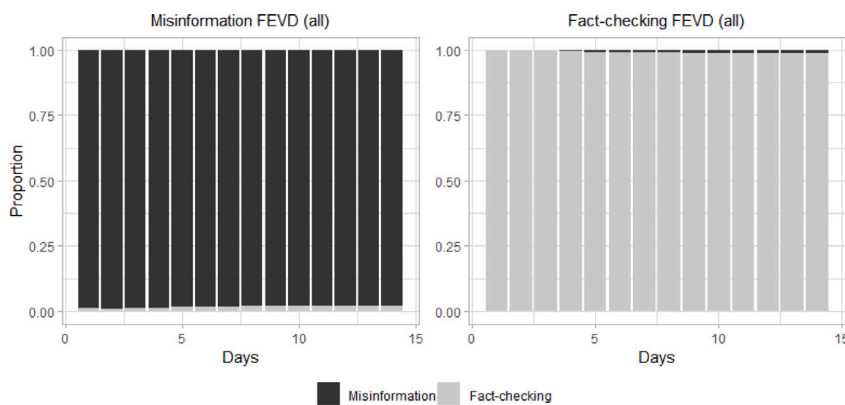 Misinformation FEVD (all)
Fact-checking FEVD (all)
1.00
0.75
0.50
0.25
0.00
Proportion
0
5
10
15
Days
1.00
0.75
0.50
0.25
0.00
0
5
10
15
Days
Misinformation
Fact-checking